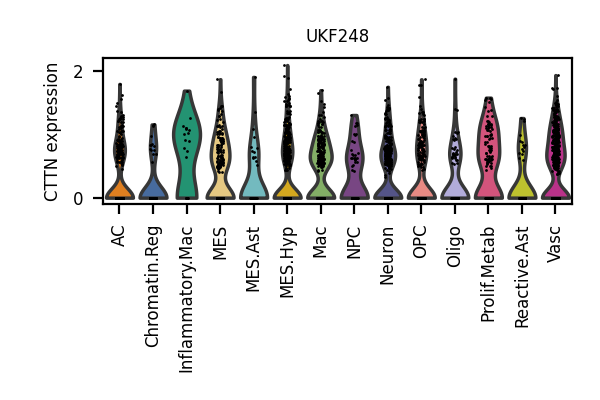 UKF248
CTTN expression
2
0
AC
Chromatin.Reg
Inflammatory.Mac
MES
MES.Ast
MES.Hyp
Mac
NPC
Neuron
OPC
Oligo
Prolif.Metab
Reactive.Ast
Vasc